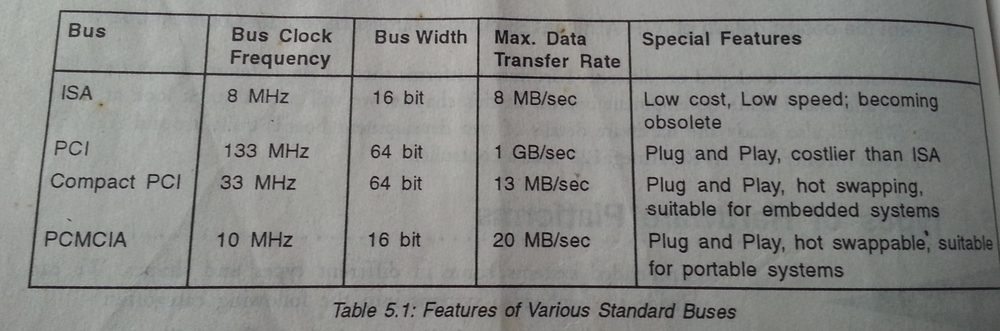 Bus Bus Clock Frequency Bus Width Max. Data Transfer Rate Special Features
ISA 8 MHz 16 bit 8 MB/sec Low cost, Low speed; becoming
obsolete
PCI 133 MHz 64 bit 1 GB/sec Plug and Play, costlier than ISA
Compact PCI 33 MHz 64 bit 13 MB/sec Plug and Play, hot swapping,
suitable for embedded systems
PCMCIA 10 MHz 16 bit 20 MB/sec Plug and Play, hot swappable, suitable
for portable systems
Table 5.1: Features of Various Standard Buses